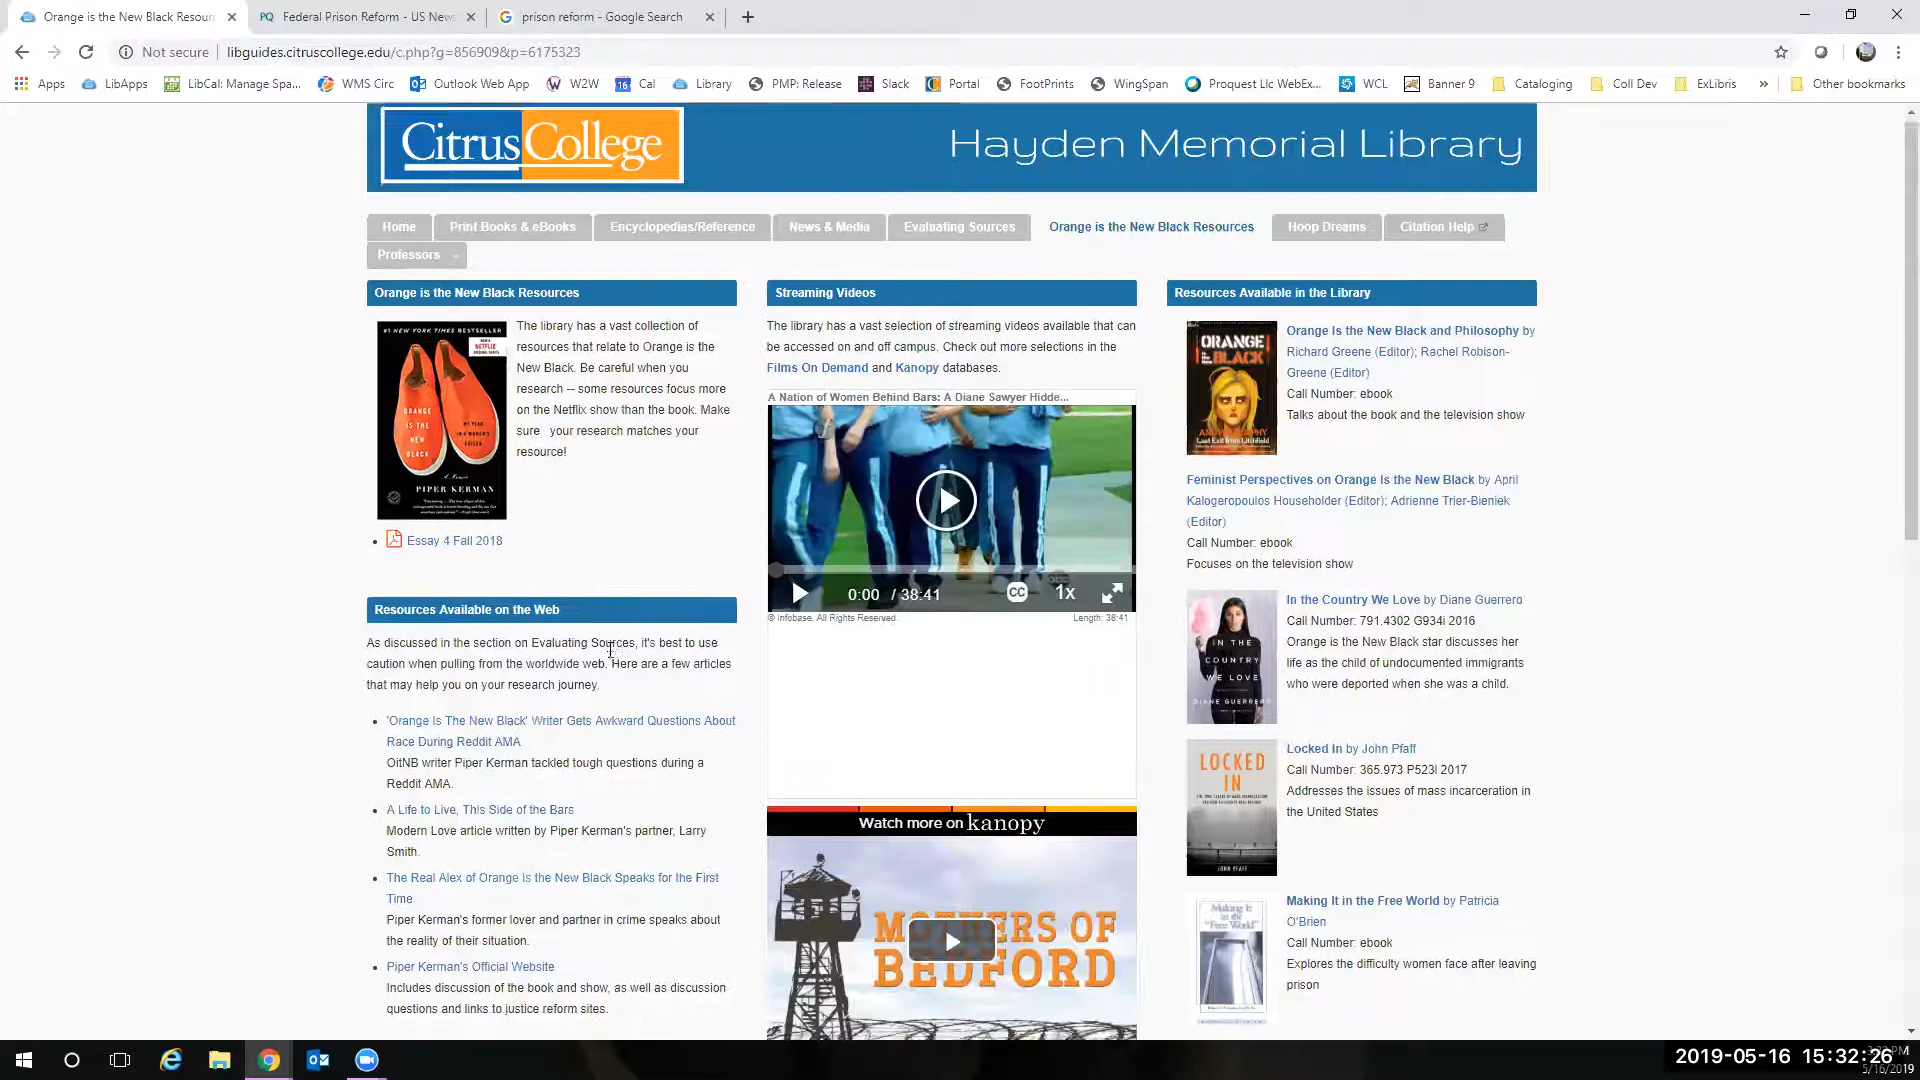 Orange is the New Black Resour
Federal Prison Reform - US News
prison reform - Google Search
Not secure
libguides.citruscollege.edu/c.php?g=856909&p=6175323
Apps
LibApps
LibCal: Manage Spa...
WMS Circ
Outlook Web App
W2W
16 Cal
Library
PMP: Release
Slack
Portal
FootPrints
WingSpan
Proquest Llc WebEx...
WCL
Banner 9
Cataloging
Coll Dev
ExLibris
»
Other bookmarks
CitrusCollege
Hayden Memorial Library
Home
Print Books & eBooks
Encyclopedias/Reference
News & Media
Evaluating Sources
Orange is the New Black Resources
Hoop Dreams
Citation Help
Professors
Orange is the New Black Resources
#1 NEW YORK TIMES BESTSELLER
NETFLIX
ORANGE
IS THE
NEW
BLACK
A Memoir
PIPER KERMAN
The library has a vast collection of
resources that relate to Orange is the
New Black. Be careful when you
research -- some resources focus more
on the Netflix show than the book. Make
sure your research matches your
resource!
Essay 4 Fall 2018
Resources Available on the Web
As discussed in the section on Evaluating Sources, it's best to use
caution when pulling from the worldwide web. Here are a few articles
that may help you on your research journey.
'Orange Is The New Black' Writer Gets Awkward Questions About
Race During Reddit AMA
OitNB writer Piper Kerman tackled tough questions during a
Reddit AMA.
A Life to Live, This Side of the Bars
Modern Love article written by Piper Kerman's partner, Larry
Smith.
The Real Alex of Orange Is the New Black Speaks for the First
Time
Piper Kerman's former lover and partner in crime speaks about
the reality of their situation.
Piper Kerman's Official Website
Includes discussion of the book and show, as well as discussion
questions and links to justice reform sites.
Streaming Videos
The library has a vast selection of streaming videos available that can
be accessed on and off campus. Check out more selections in the
Films On Demand and Kanopy databases.
A Nation of Women Behind Bars: A Diane Sawyer Hidde...
0:00 / 38:41
CC
1x
© Infobase. All Rights Reserved.
Length: 38:41
Watch more on kanopy
MOTHERS OF
BEDFORD
Resources Available in the Library
ORANGE
BLACK
AND PHILOSOPHY
Last Exit from Litchfield
Orange Is the New Black and Philosophy by
Richard Greene (Editor); Rachel Robison-
Greene (Editor)
Call Number: ebook
Talks about the book and the television show
Feminist Perspectives on Orange Is the New Black by April
Kalogeropoulos Householder (Editor); Adrienne Trier-Bieniek
(Editor)
Call Number: ebook
Focuses on the television show
IN THE
COUNTRY
WE LOVE
DIANE GUERRERO
In the Country We Love by Diane Guerrero
Call Number: 791.4302 G934i 2016
Orange is the New Black star discusses her
life as the child of undocumented immigrants
who were deported when she was a child.
LOCKED
IN
JOHN PFAFF
Locked In by John Pfaff
Call Number: 365.973 P523l 2017
Addresses the issues of mass incarceration in
the United States
Making It
in the
"Free World"
Making It in the Free World by Patricia
O'Brien
Call Number: ebook
Explores the difficulty women face after leaving
prison
2019-05-16 15:32:26
5/16/2019